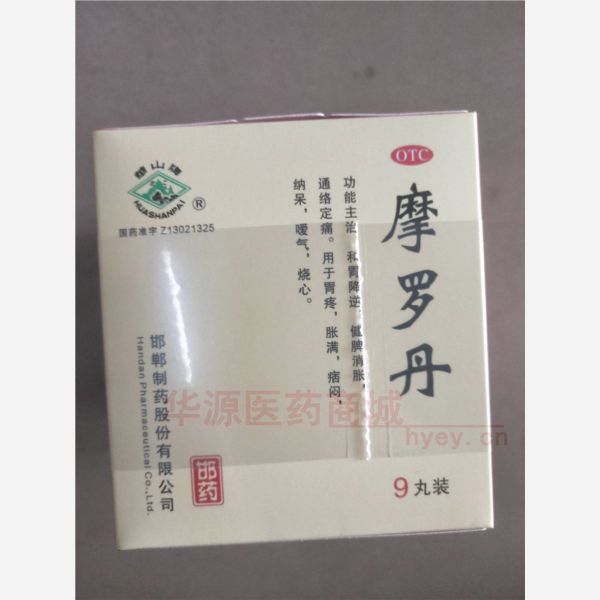 華山牌
HUASHANPAI
®
国药准字 Z13021325
OTC
摩罗丹
功能主治 和胃降逆，健脾消胀，
通络定痛。用于胃疼，胀满，痞闷，
纳呆，嗳气，烧心。
邯郸制药股份有限公司
Handan Pharmaceutical Co.,Ltd.
邯药
9丸装
华源医药商城
hyey.cn